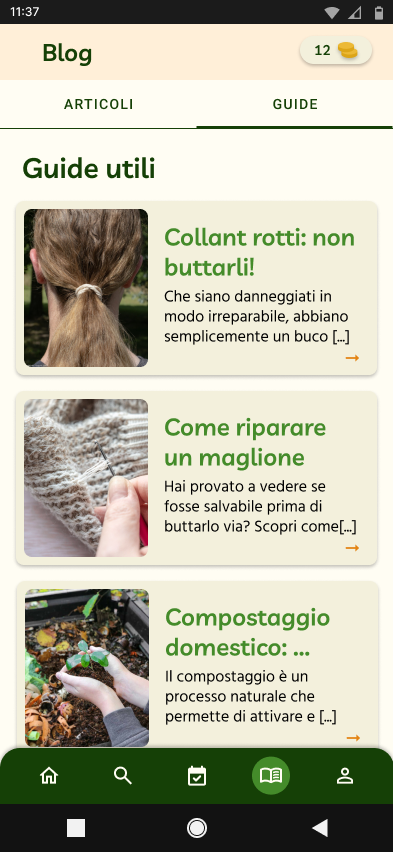 11:37
Blog
12
ARTICOLI
GUIDE
Guide utili
Collant rotti: non
buttarli!
Che siano danneggiati in
modo irreparabile, abbiano
semplicemente un buco [...]
Come riparare
un maglione
Hai provato a vedere se
fosse salvabile prima di
buttarlo via? Scopri come[...]
Compostaggio
domestico: ...
Il compostaggio è un
processo naturale che
permette di attivare e [...]